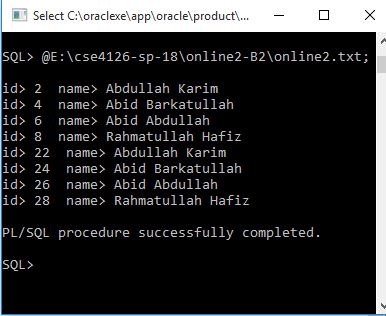 Select C:\oraclexe\app\oracle\product\...
SQL> @E:\cse4126-sp-18\online2-B2\online2.txt;
id> 2  name> Abdullah Karim
id> 4  name> Abid Barkatullah
id> 6  name> Abid Abdullah
id> 8  name> Rahmatullah Hafiz
id> 22  name> Abdullah Karim
id> 24  name> Abid Barkatullah
id> 26  name> Abid Abdullah
id> 28  name> Rahmatullah Hafiz
PL/SQL procedure successfully completed.
SQL>